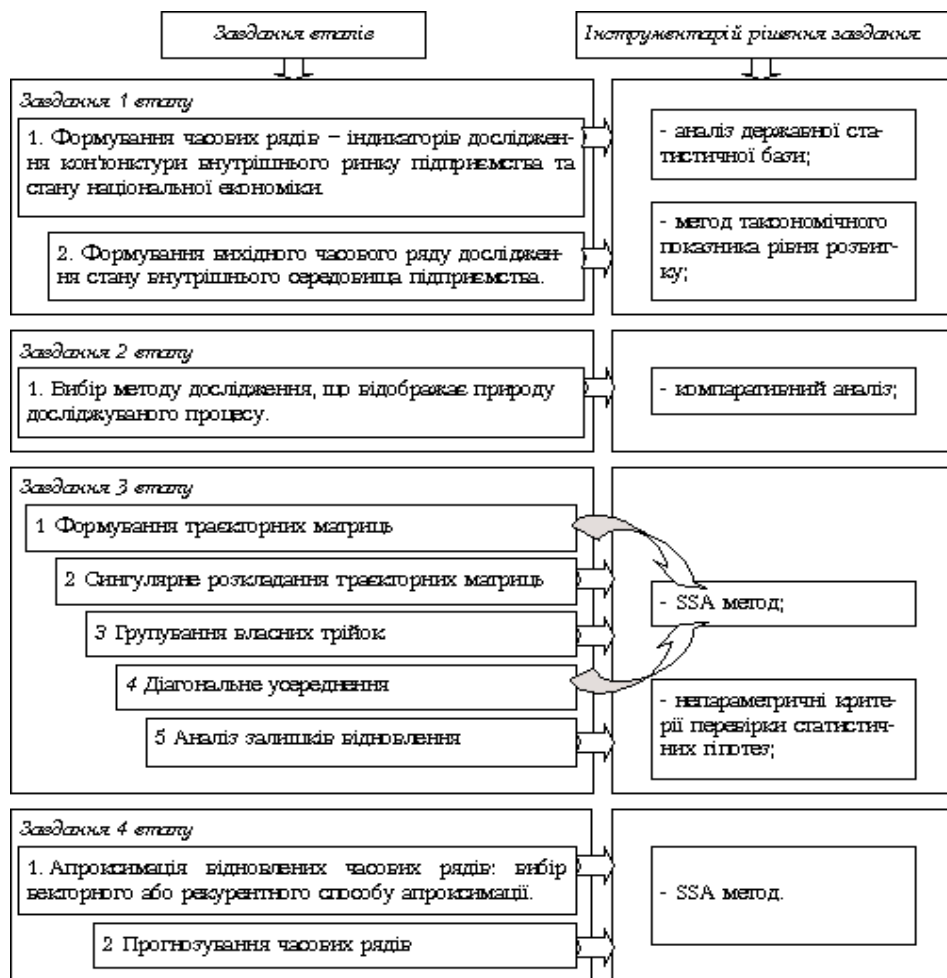 Завдання етапів
Інструментарій рішення завдання
Завдання 1 етапу
1. Формування часових рядів – індикаторів досліджен-
ня кон'юнктури внутрішнього ринку підприємства та
стану національної економіки.
- аналіз державної ста-
тистичної бази;
2. Формування вихідного часового ряду досліджен-
ня стану внутрішнього середовища підприємства.
- метод таксономічного
показника рівня розвит-
ку;
Завдання 2 етапу
1. Вибір методу дослідження, що відображає природу
досліджуваного процесу.
- компаративний аналіз;
Завдання 3 етапу
1 Формування траєкторних матриць
2 Сингулярне розкладання траєкторних матриць
3 Групування власних трійок
4 Діагональне усереднення
5 Аналіз залишків відновлення
- SSA метод;
- непараметричні крите-
рії перевірки статистич-
них гіпотез;
Завдання 4 етапу
1. Апроксимація відновлених часових рядів: вибір
векторного або рекурентного способу апроксимації.
2 Прогнозування часових рядів
- SSA метод.